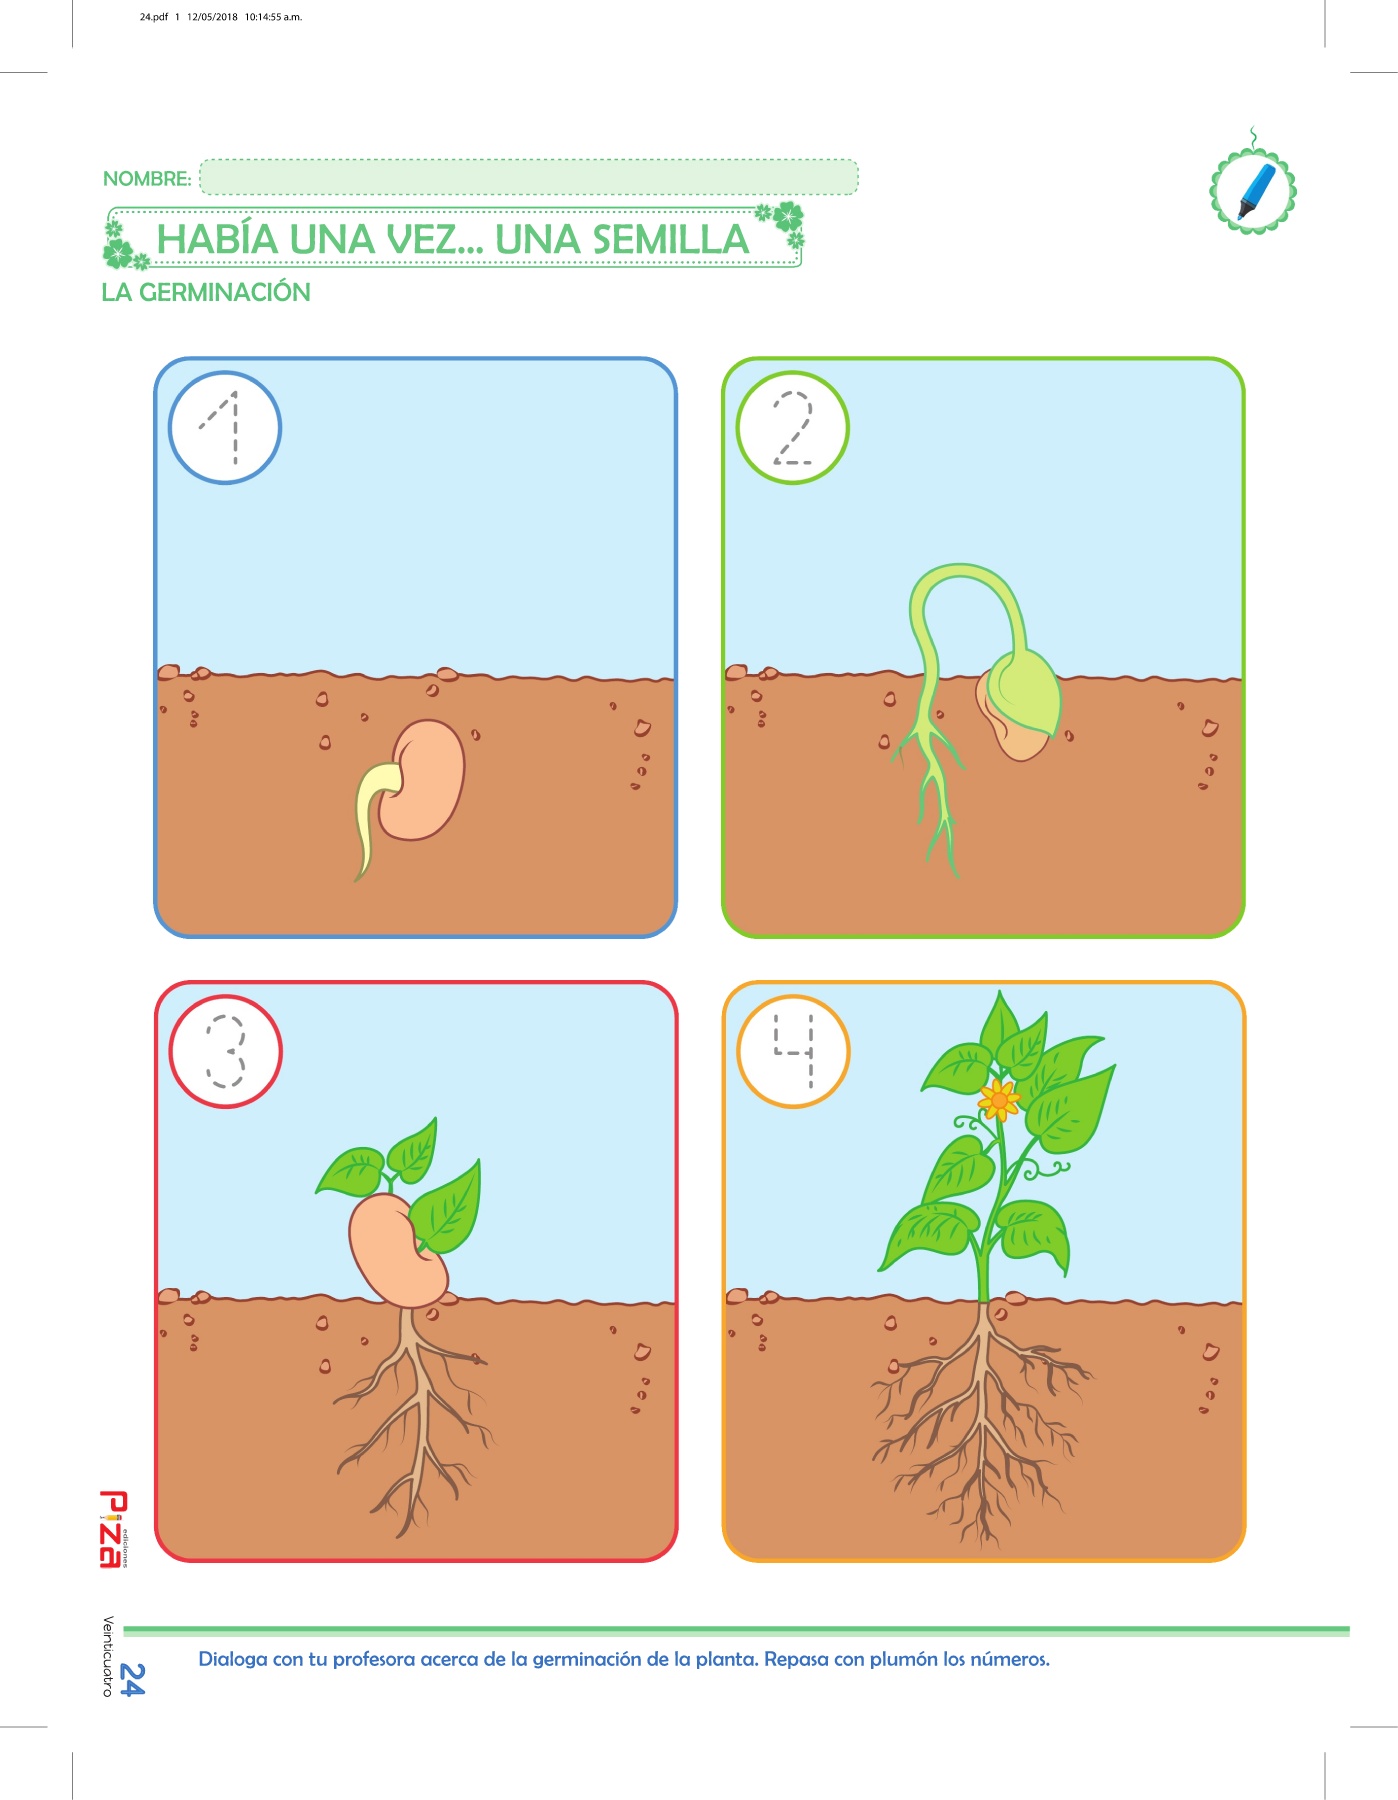 24.pdf 1 12/05/2018 10:14:55 a.m.
NOMBRE:
HABÍA UNA VEZ... UNA SEMILLA
LA GERMINACIÓN
1
2
3
4
Piza
ediciones
Veinticuatro
24
Dialoga con tu profesora acerca de la germinación de la planta. Repasa con plumón los números.